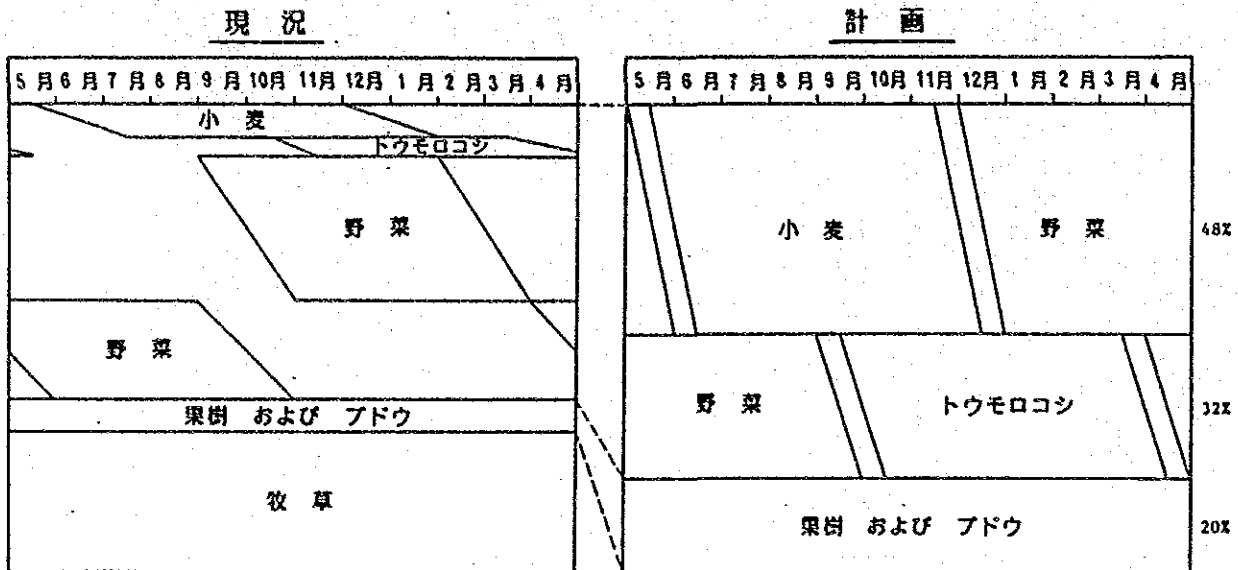 現 況
計 画
5 月 6 月 7 月 8 月 9 月 10月 11月 12月 1 月 2 月 3 月 4 月
5 月 6 月 7 月 8 月 9 月 10月 11月 12月 1 月 2 月 3 月 4 月
小 麦
トウモロコシ
野 菜
野 菜
果樹 および ブドウ
牧 草
小 麦
野 菜
48%
野 菜
トウモロコシ
32%
果樹 および ブドウ
20%